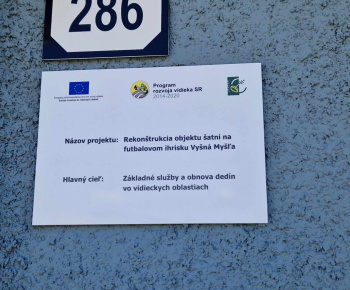 286
Program
rozvoja vidieka SR
2014-2020
Názov projektu: Rekonštrukcia objektu šatní na
futbalovom ihrisku Vyšná Myšľa
Hlavný cieľ: Základné služby a obnova dedín
vo vidieckych oblastiach